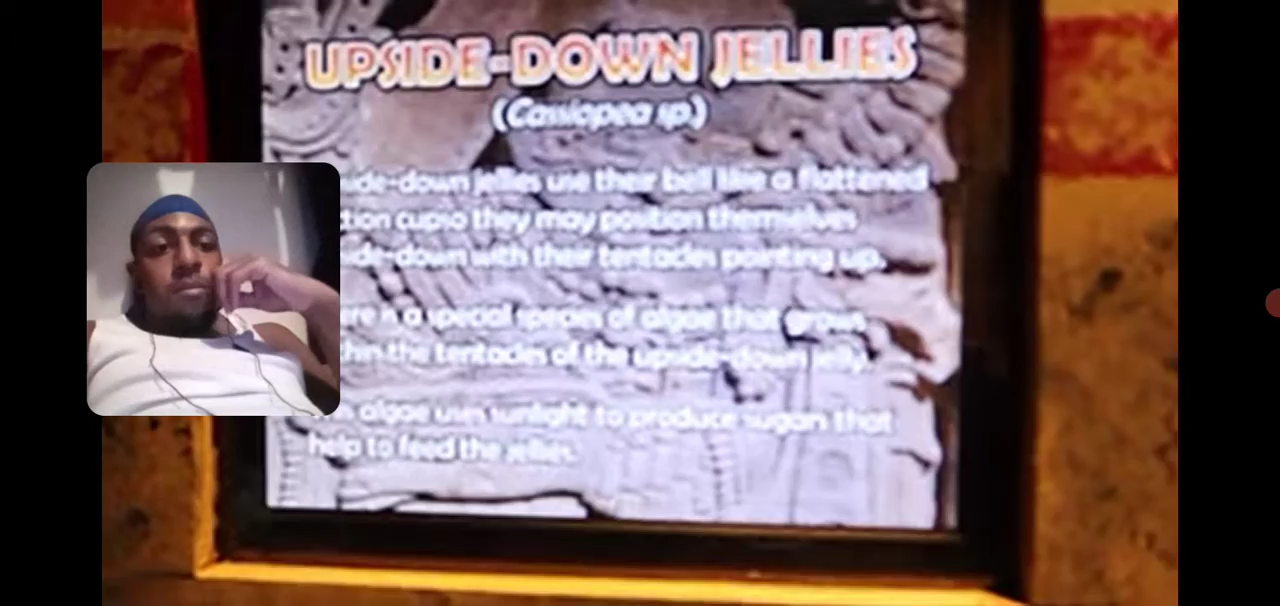 UPSIDE-DOWN JELLIES
(Cassiopea sp.)
ide-down jellies use their bell like a flattened
tion cup so they may position themselves
ide-down with their tentacles pointing up.
re is a special species of algae that grows
hin the tentacles of the upside-down jelly.
algae uses sunlight to produce sugars that
help to feed the jellies.